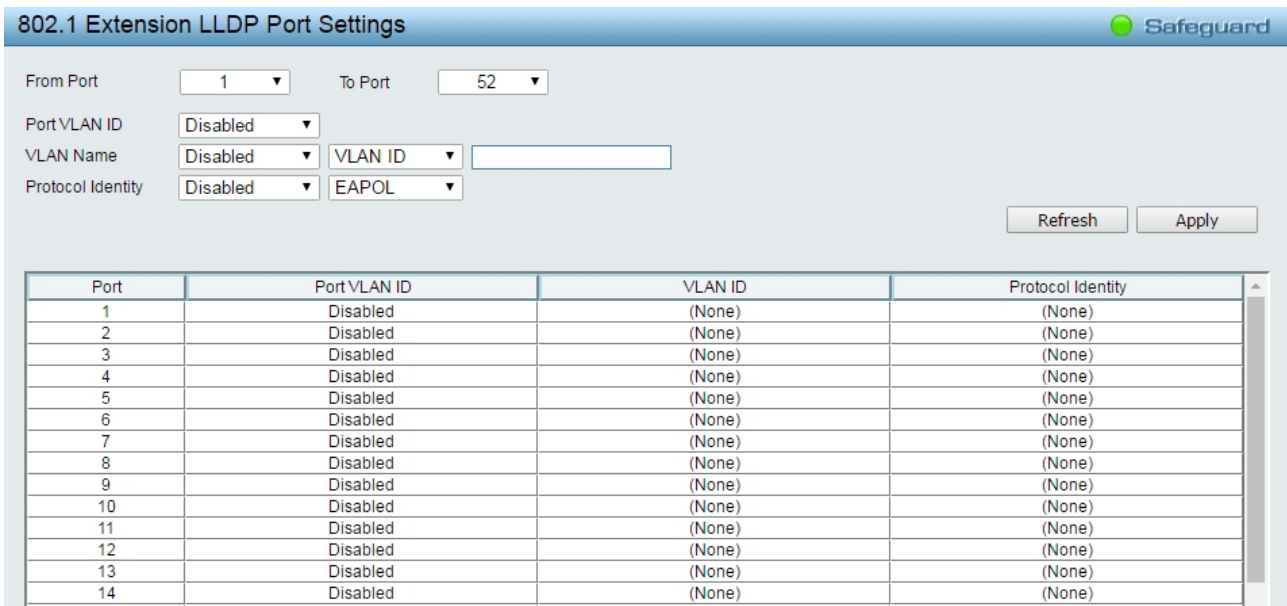 802.1 Extension LLDP Port Settings Safeguard
From Port 1 To Port 52
Port VLAN ID Disabled
VLAN Name Disabled VLAN ID
Protocol Identity Disabled EAPOL
Refresh Apply
Port Port VLAN ID VLAN ID Protocol Identity
1 Disabled (None) (None)
2 Disabled (None) (None)
3 Disabled (None) (None)
4 Disabled (None) (None)
5 Disabled (None) (None)
6 Disabled (None) (None)
7 Disabled (None) (None)
8 Disabled (None) (None)
9 Disabled (None) (None)
10 Disabled (None) (None)
11 Disabled (None) (None)
12 Disabled (None) (None)
13 Disabled (None) (None)
14 Disabled (None) (None)